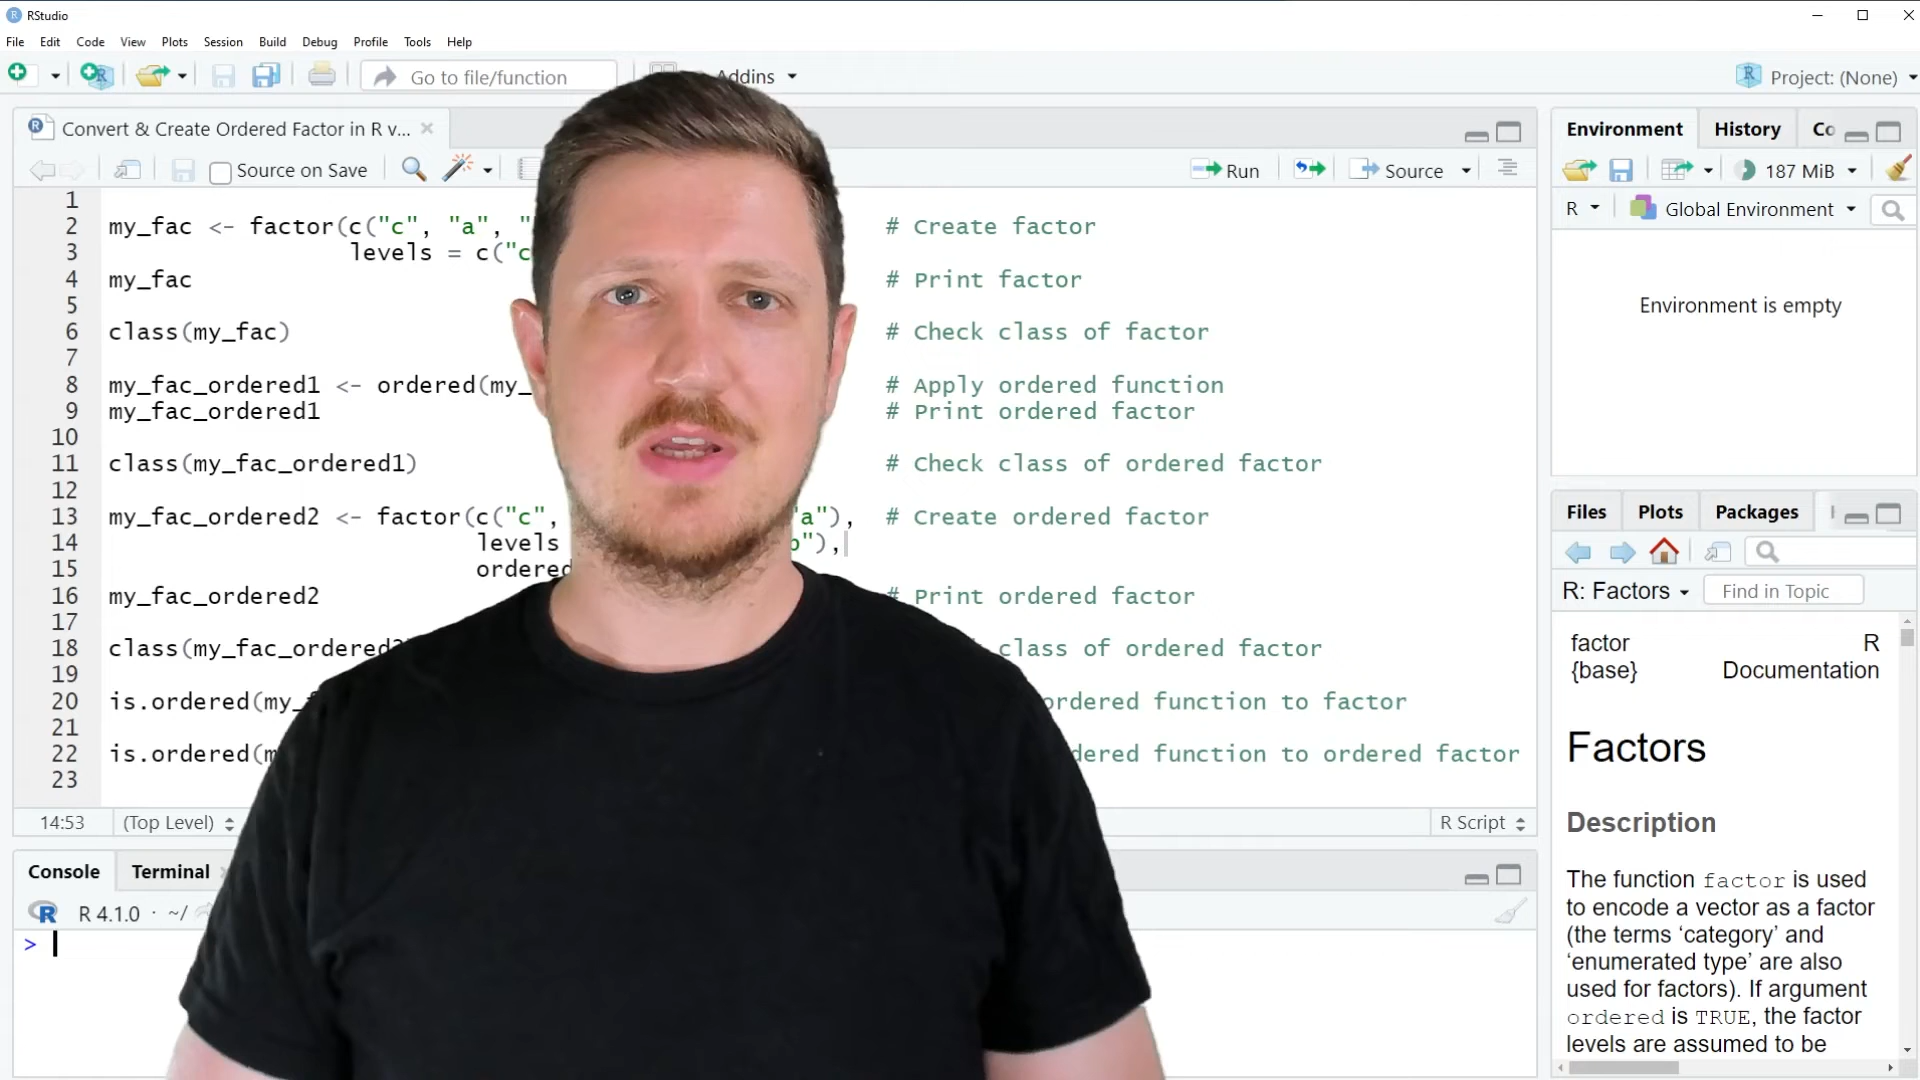 RStudio
File Edit Code View Plots Session Build Debug Profile Tools Help
Go to file/function Addins Project: (None)
Convert & Create Ordered Factor in R v...
Source on Save Run Source
1
2 my_fac <- factor(c("c", "a", " # Create factor
3 levels = c("c
4 my_fac # Print factor
5
6 class(my_fac) # Check class of factor
7
8 my_fac_ordered1 <- ordered(my_ # Apply ordered function
9 my_fac_ordered1 # Print ordered factor
10
11 class(my_fac_ordered1) # Check class of ordered factor
12
13 my_fac_ordered2 <- factor(c("c", "a"), # Create ordered factor
14 levels b"),
15 ordered
16 my_fac_ordered2 # Print ordered factor
17
18 class(my_fac_ordered class of ordered factor
19
20 is.ordered(my_ ordered function to factor
21
22 is.ordered(m dered function to ordered factor
23
14:53 (Top Level) R Script
Console Terminal
R 4.1.0 · ~/
>
Environment History Co
187 MiB
R Global Environment
Environment is empty
Files Plots Packages
R: Factors Find in Topic
factor R
{base} Documentation
Factors
Description
The function factor is used
to encode a vector as a factor
(the terms ‘category’ and
‘enumerated type’ are also
used for factors). If argument
ordered is TRUE, the factor
levels are assumed to be